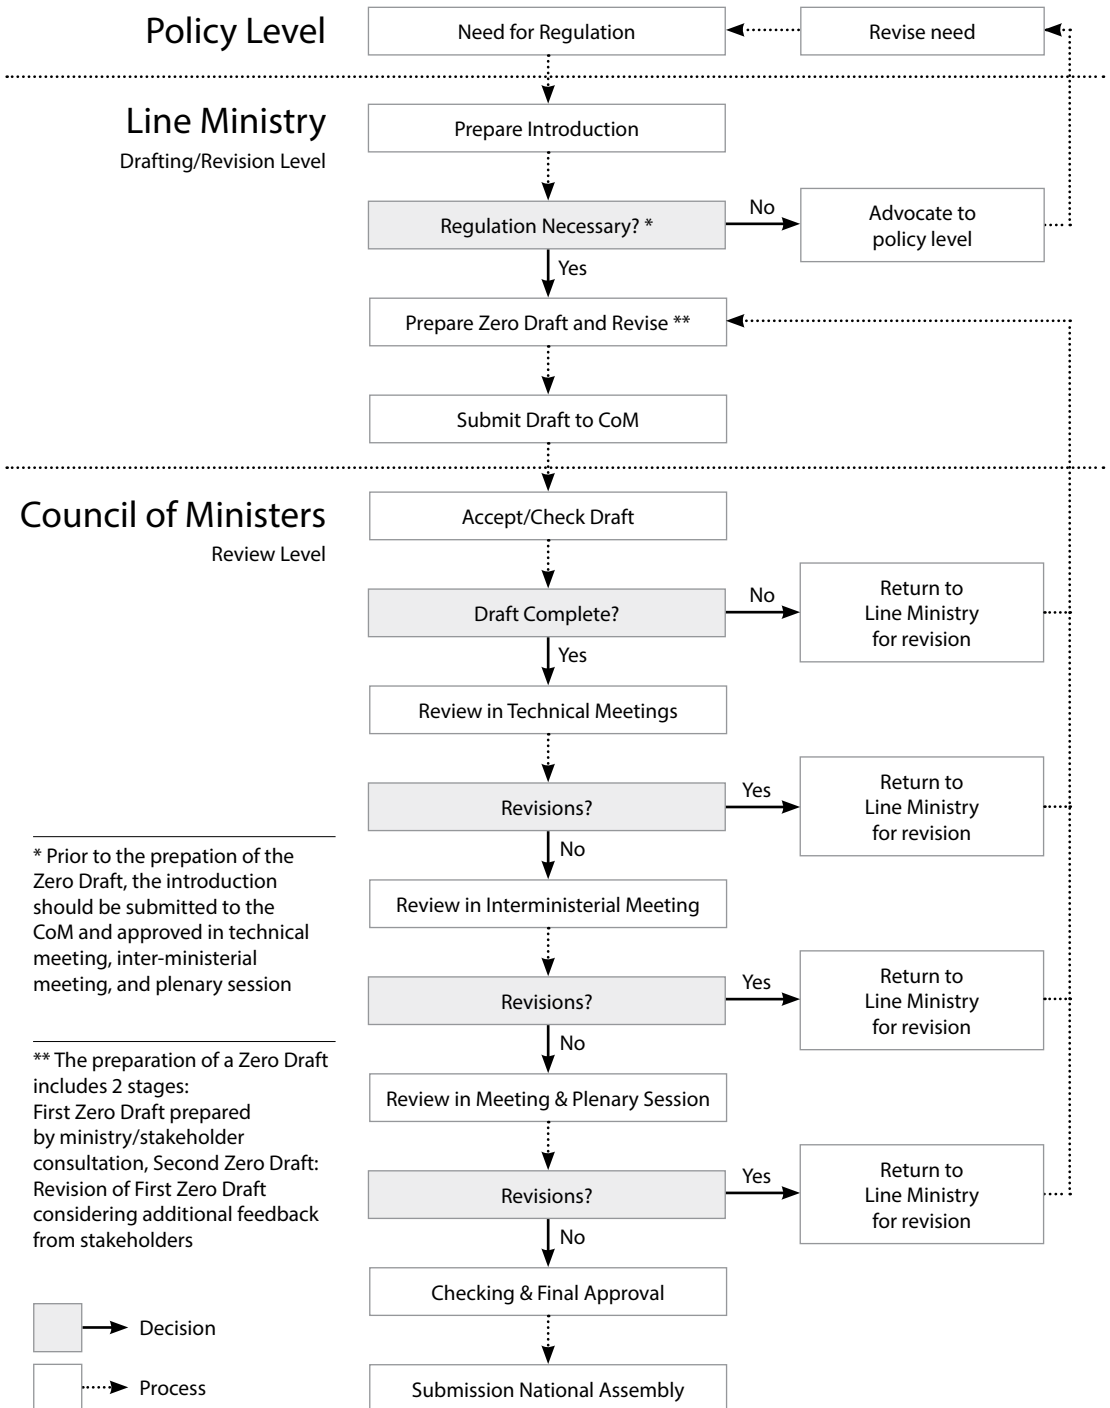 Policy Level
Need for Regulation
Revise need
Line Ministry
Drafting/Revision Level
Prepare Introduction
Regulation Necessary? *
No
Advocate to
policy level
Yes
Prepare Zero Draft and Revise **
Submit Draft to CoM
Council of Ministers
Review Level
Accept/Check Draft
Draft Complete?
No
Return to
Line Ministry
for revision
Yes
Review in Technical Meetings
Revisions?
Yes
Return to
Line Ministry
for revision
No
Review in Interministerial Meeting
Revisions?
Yes
Return to
Line Ministry
for revision
No
Review in Meeting & Plenary Session
Revisions?
Yes
Return to
Line Ministry
for revision
No
Checking & Final Approval
Submission National Assembly
* Prior to the prepation of the
Zero Draft, the introduction
should be submitted to the
CoM and approved in technical
meeting, inter-ministerial
meeting, and plenary session
** The preparation of a Zero Draft
includes 2 stages:
First Zero Draft prepared
by ministry/stakeholder
consultation, Second Zero Draft:
Revision of First Zero Draft
considering additional feedback
from stakeholders
Decision
Process